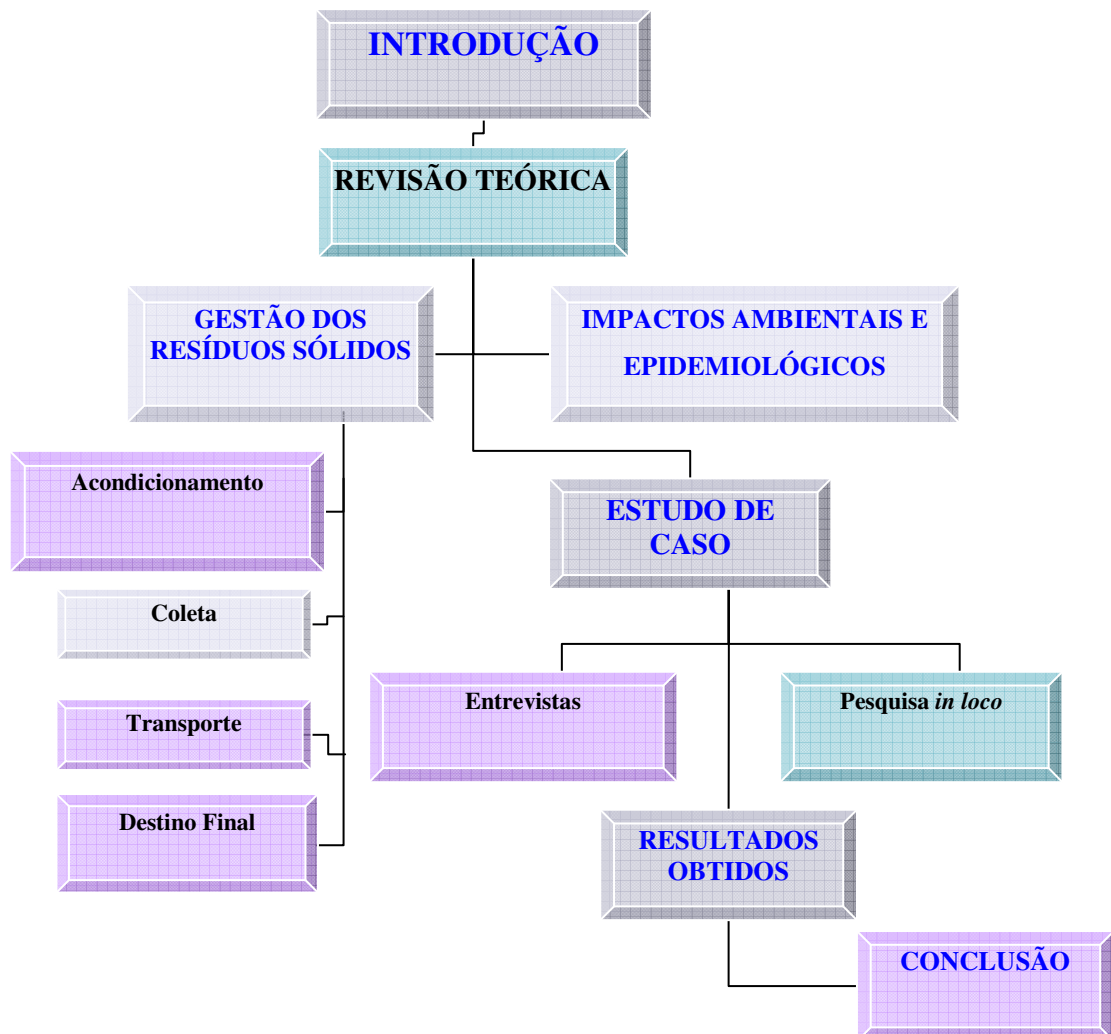 INTRODUÇÃO
REVISÃO TEÓRICA
GESTÃO DOS
RESÍDUOS SÓLIDOS
IMPACTOS AMBIENTAIS E
EPIDEMIOLÓGICOS
Acondicionamento
Coleta
Transporte
Destino Final
ESTUDO DE
CASO
Entrevistas
Pesquisa in loco
RESULTADOS
OBTIDOS
CONCLUSÃO